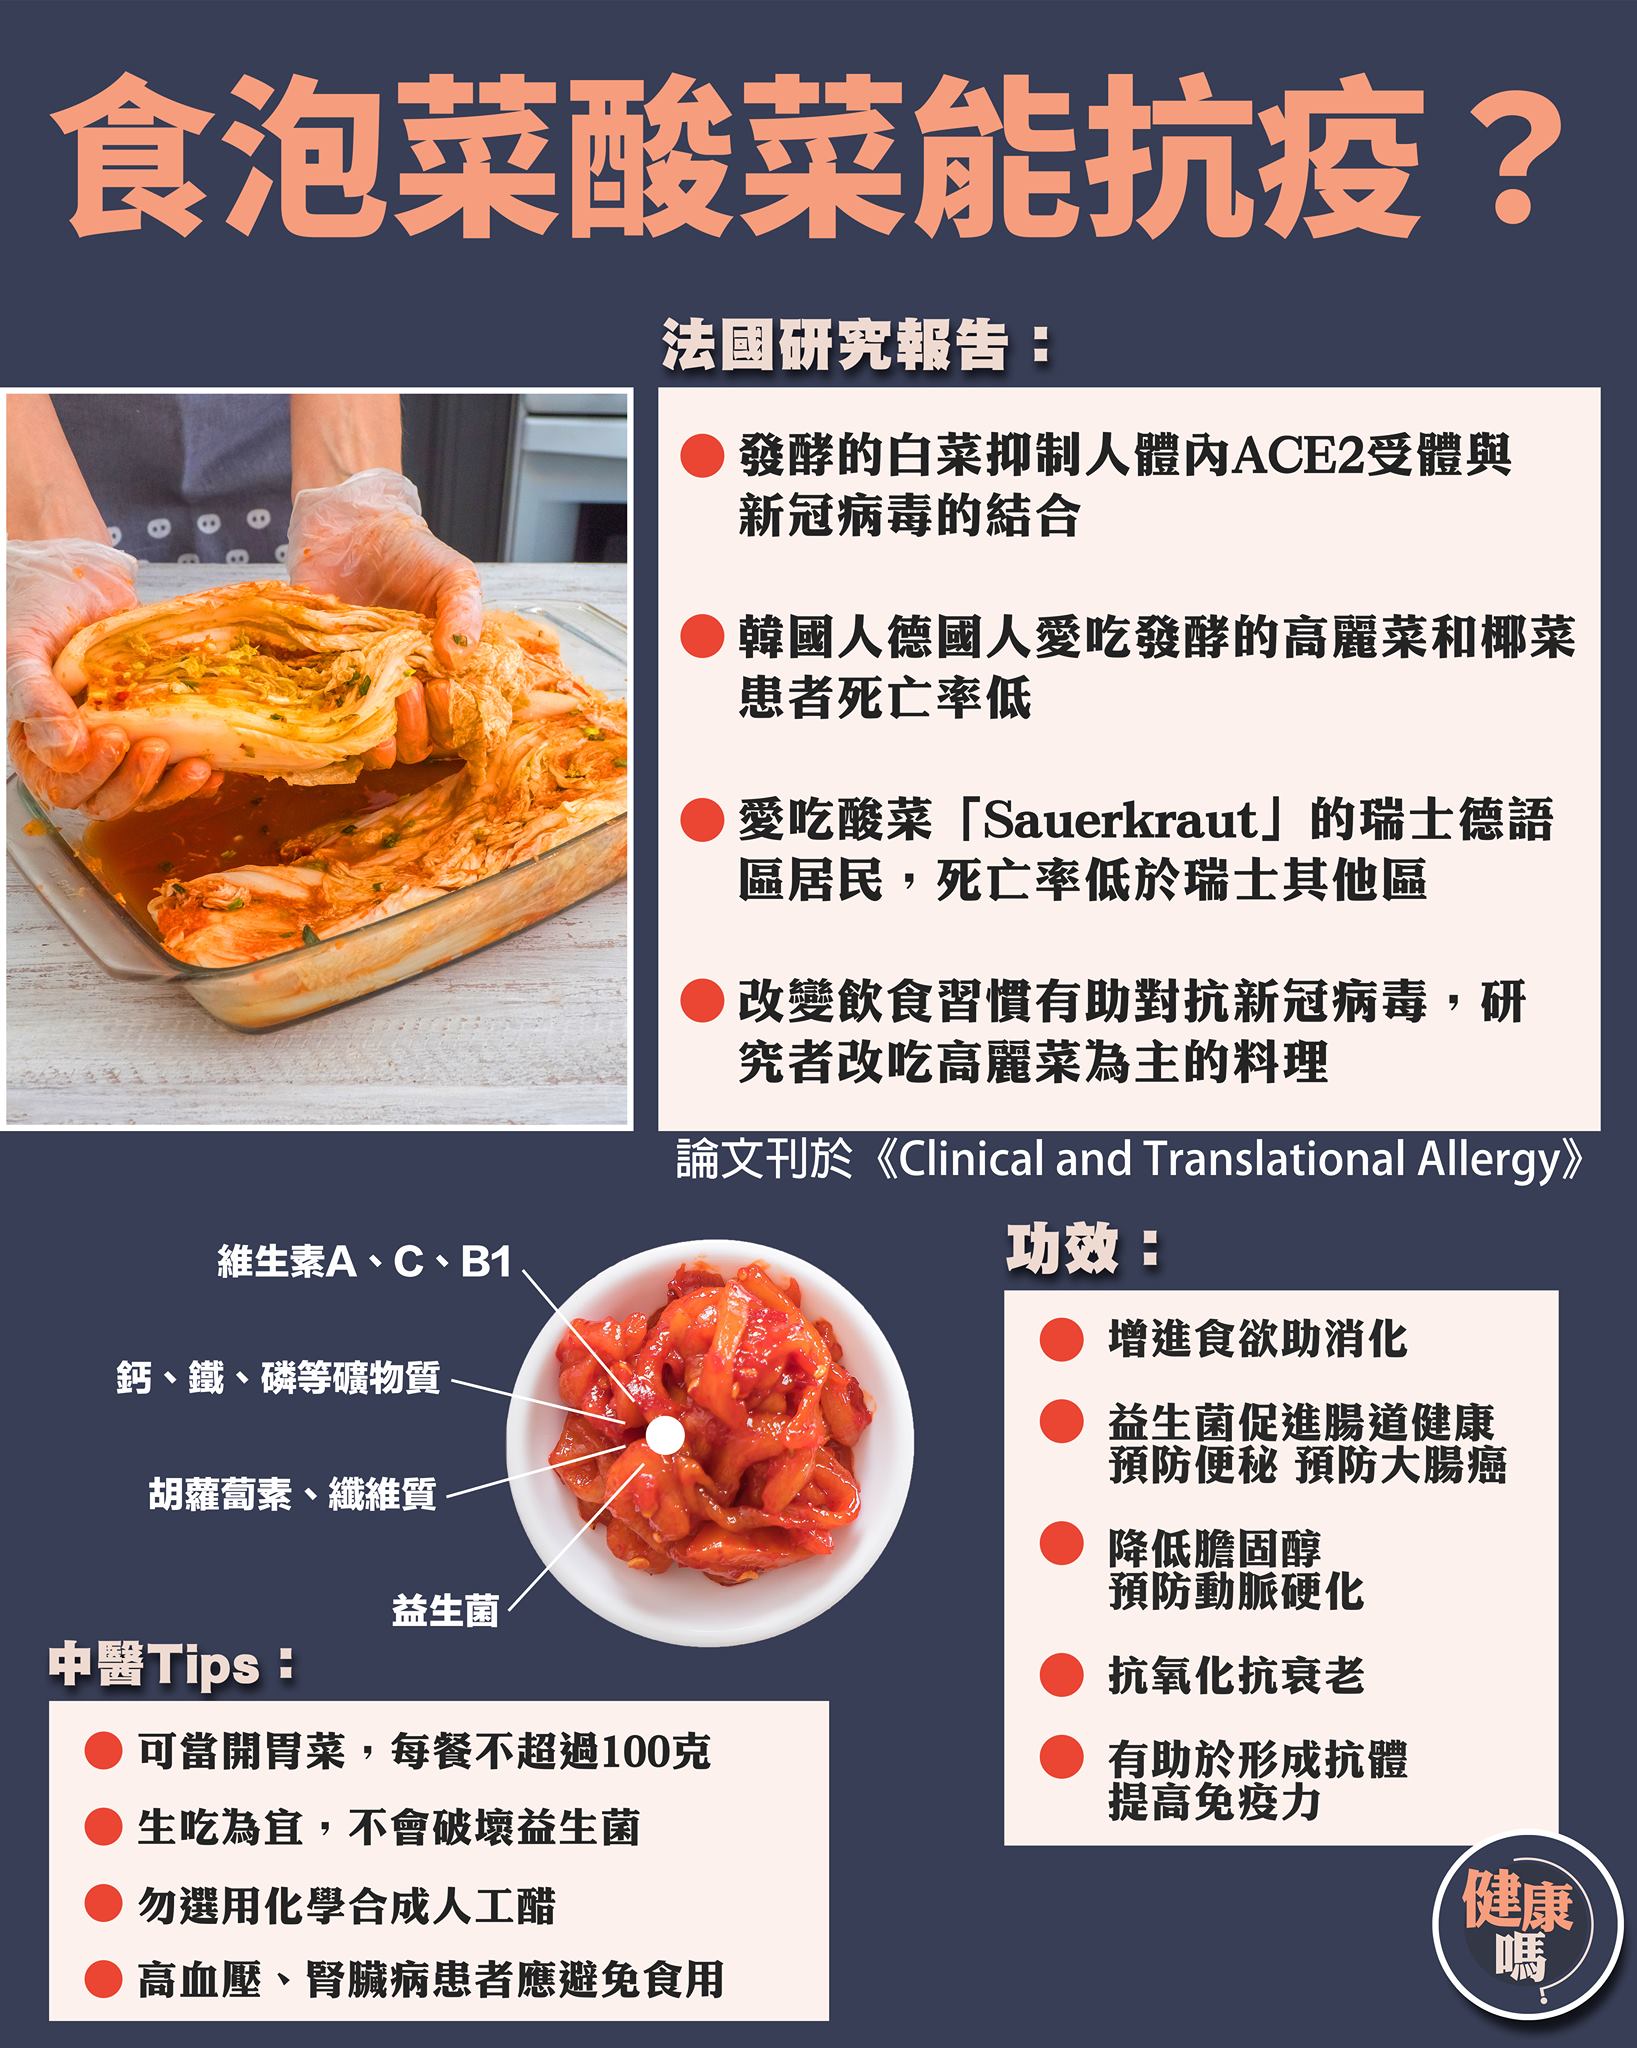 食泡菜酸菜能抗疫？
法國研究報告：
發酵的白菜抑制人體內ACE2受體與
新冠病毒的結合
韓國人德國人愛吃發酵的高麗菜和椰菜
患者死亡率低
愛吃酸菜「Sauerkraut」的瑞士德語
區居民，死亡率低於瑞士其他區
改變飲食習慣有助對抗新冠病毒，研
究者改吃高麗菜為主的料理
論文刊於《Clinical and Translational Allergy》
維生素A、C、B1
鈣、鐵、磷等礦物質
胡蘿蔔素、纖維質
益生菌
功效：
增進食欲助消化
益生菌促進腸道健康
預防便秘 預防大腸癌
降低膽固醇
預防動脈硬化
抗氧化抗衰老
有助於形成抗體
提高免疫力
中醫Tips：
可當開胃菜，每餐不超過100克
生吃為宜，不會破壞益生菌
勿選用化學合成人工醋
高血壓、腎臟病患者應避免食用
健康
嗎?